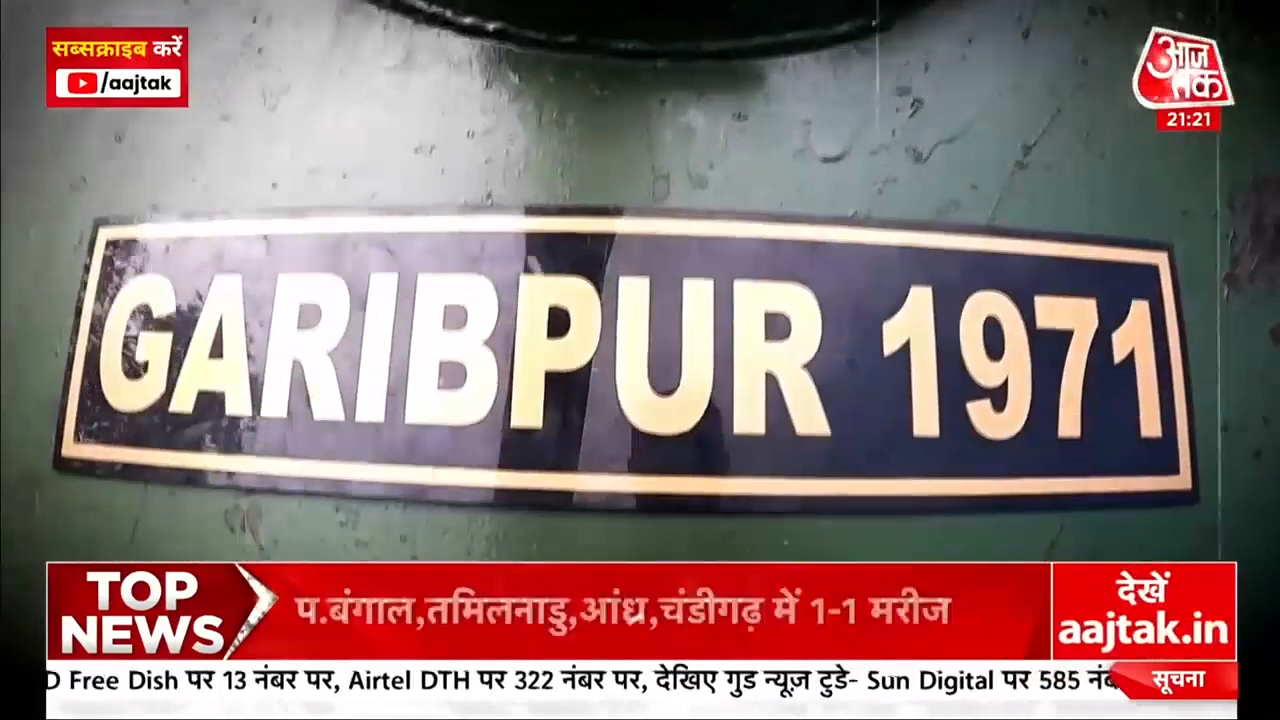 सब्सक्राइब करें
/aajtak
आज
तक
21:21
GARIBPUR 1971
TOP
NEWS
प.बंगाल,तमिलनाडु,आंध्र,चंडीगढ़ में 1-1 मरीज
देखें
aajtak.in
D Free Dish पर 13 नंबर पर, Airtel DTH पर 322 नंबर पर, देखिए गुड न्यूज़ टुडे- Sun Digital पर 585 नंब
सूचना